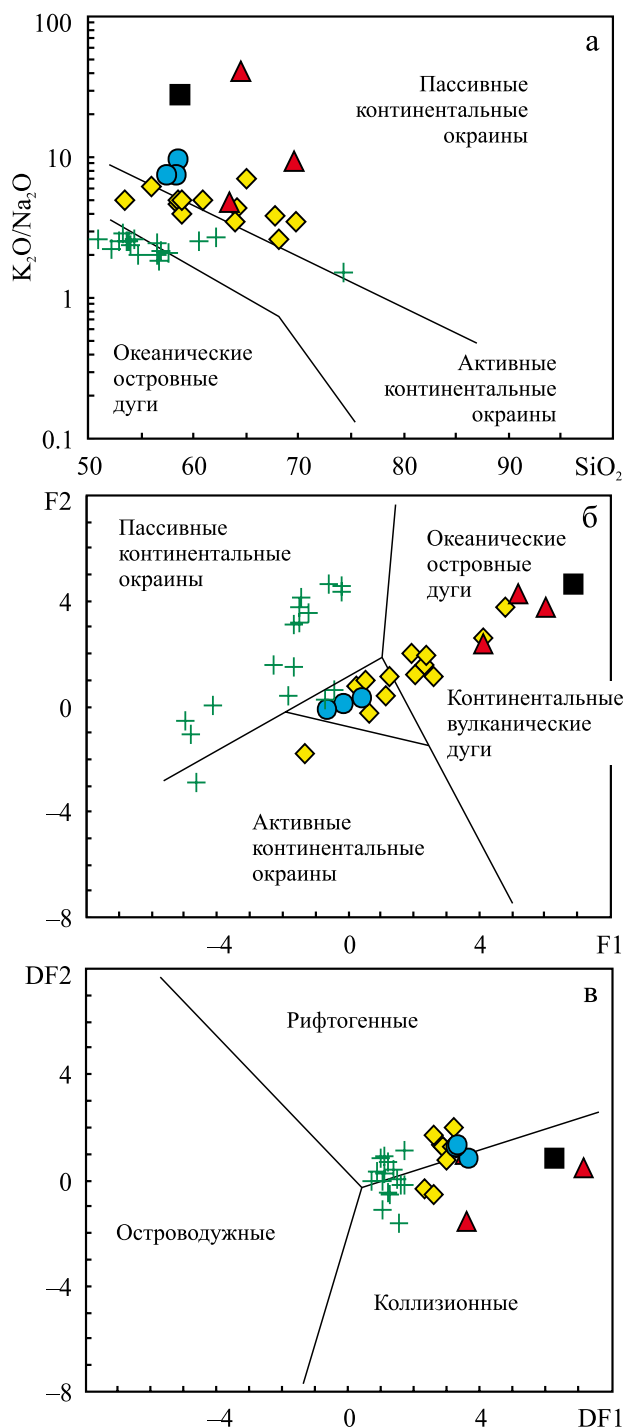 100
а
Пассивные
континентальные
окраины
10
K₂O/Na₂O
1
Океанические
островные
дуги
Активные
континентальные
окраины
0.1
50
60
70
80
90
SiO₂
F2
б
Пассивные
континентальные
окраины
Океанические
островные
дуги
4
0
Континентальные
вулканические
дуги
–4
Активные
континентальные
окраины
–8
–4
0
4
F1
DF2
в
Рифтогенные
4
0
Островодужные
–4
Коллизионные
–8
–4
0
4
DF1